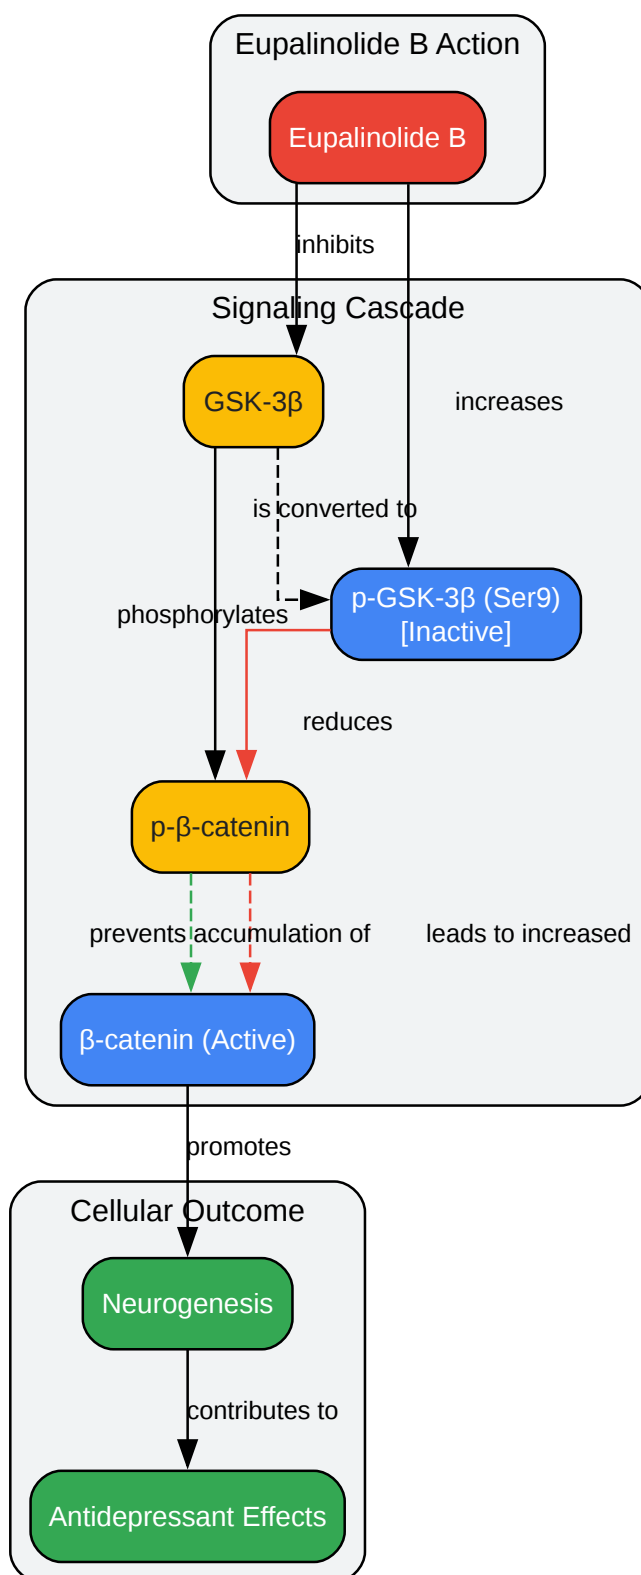 Eupalinolide B Action
Eupalinolide B
inhibits
Signaling Cascade
GSK-3β
increases
is converted to
p-GSK-3β (Ser9)
[Inactive]
phosphorylates
reduces
p-β-catenin
prevents accumulation of
leads to increased
β-catenin (Active)
promotes
Cellular Outcome
Neurogenesis
contributes to
Antidepressant Effects